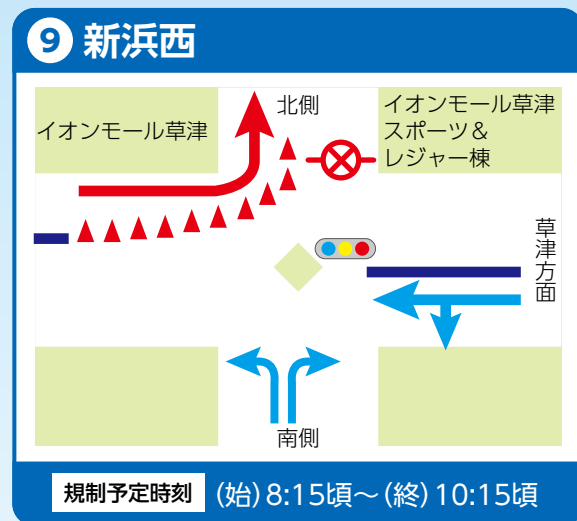 9 新浜西
北側
イオンモール草津
イオンモール草津
スポーツ&
レジャー棟
草津方面
南側
規制予定時刻 (始)8:15頃～(終)10:15頃